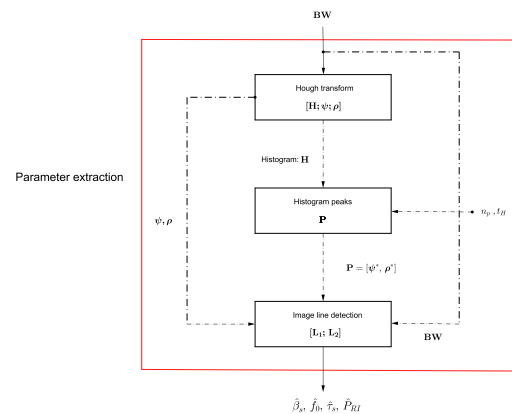 BW
Hough transform
[H; ψ; ρ]
Histogram: H
Parameter extraction
Histogram peaks
P
n_p , t_H
ψ, ρ
P = [ψ*, ρ*]
Image line detection
[L₁; L₂]
BW
β̂_s, f̂_0, τ̂_s, P̂_RI